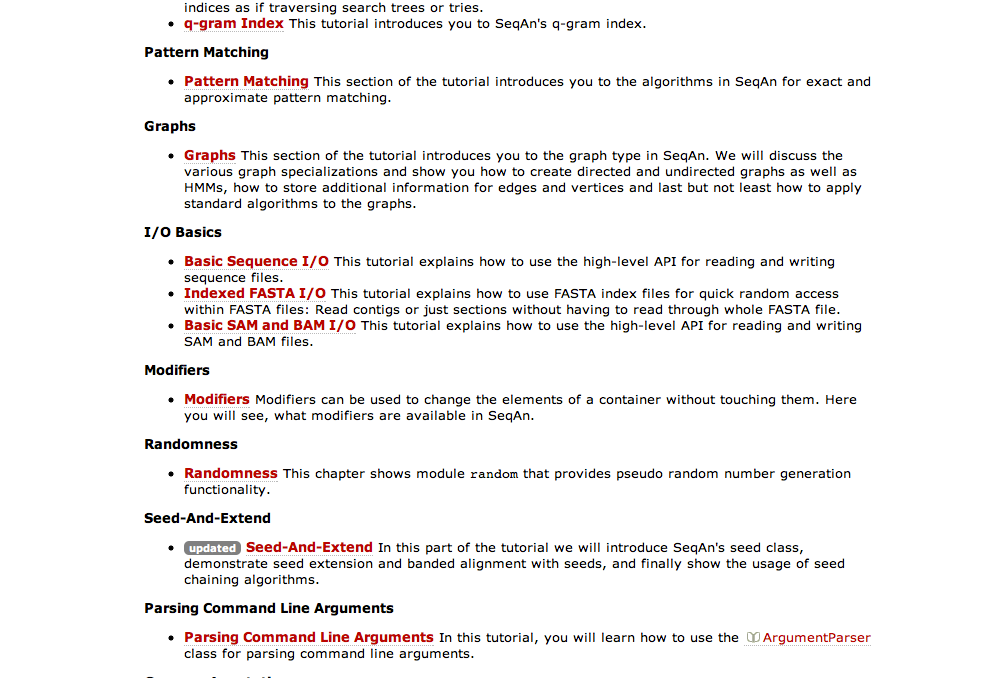 indices as if traversing search trees or tries.
q-gram Index This tutorial introduces you to SeqAn's q-gram index.
Pattern Matching
Pattern Matching This section of the tutorial introduces you to the algorithms in SeqAn for exact and
approximate pattern matching.
Graphs
Graphs This section of the tutorial introduces you to the graph type in SeqAn. We will discuss the
various graph specializations and show you how to create directed and undirected graphs as well as
HMMs, how to store additional information for edges and vertices and last but not least how to apply
standard algorithms to the graphs.
I/O Basics
Basic Sequence I/O This tutorial explains how to use the high-level API for reading and writing
sequence files.
Indexed FASTA I/O This tutorial explains how to use FASTA index files for quick random access
within FASTA files: Read contigs or just sections without having to read through whole FASTA file.
Basic SAM and BAM I/O This tutorial explains how to use the high-level API for reading and writing
SAM and BAM files.
Modifiers
Modifiers Modifiers can be used to change the elements of a container without touching them. Here
you will see, what modifiers are available in SeqAn.
Randomness
Randomness This chapter shows module random that provides pseudo random number generation
functionality.
Seed-And-Extend
updated Seed-And-Extend In this part of the tutorial we will introduce SeqAn's seed class,
demonstrate seed extension and banded alignment with seeds, and finally show the usage of seed
chaining algorithms.
Parsing Command Line Arguments
Parsing Command Line Arguments In this tutorial, you will learn how to use the ArgumentParser
class for parsing command line arguments.